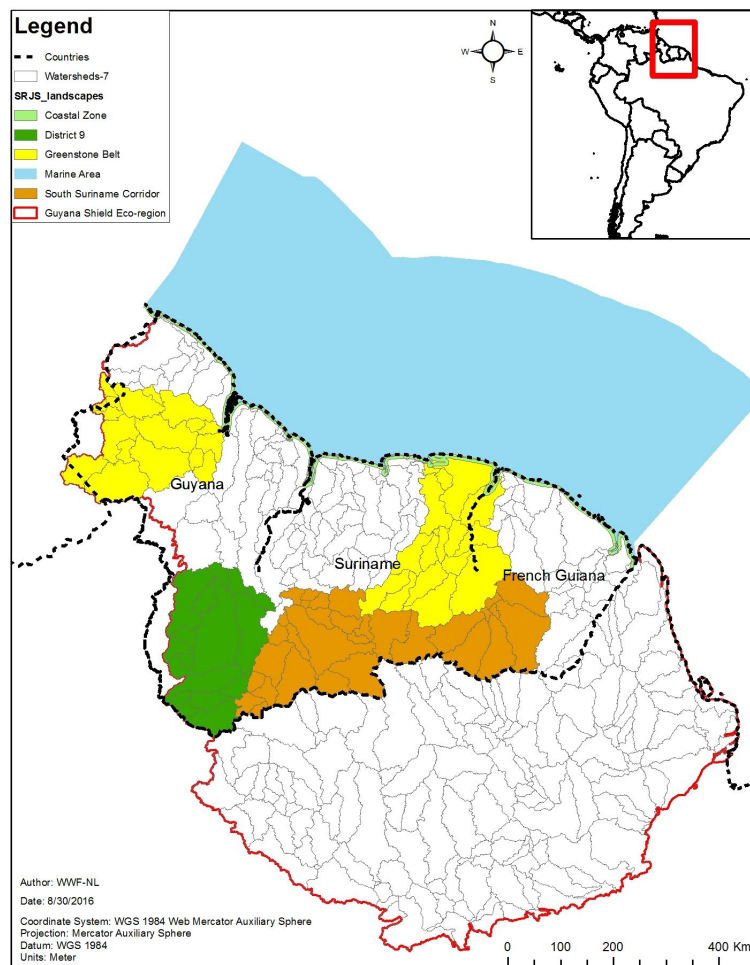 Legend
Countries
Watersheds-7
SRJS_landscapes
Coastal Zone
District 9
Greenstone Belt
Marine Area
South Suriname Corridor
Guyana Shield Eco-region
N
W E
S
Guyana
Suriname
French Guiana
Author: WWF-NL
Date: 8/30/2016
Coordinate System: WGS 1984 Web Mercator Auxiliary Sphere
Projection: Mercator Auxiliary Sphere
Datum: WGS 1984
Units: Meter
0 100 200 400 Km